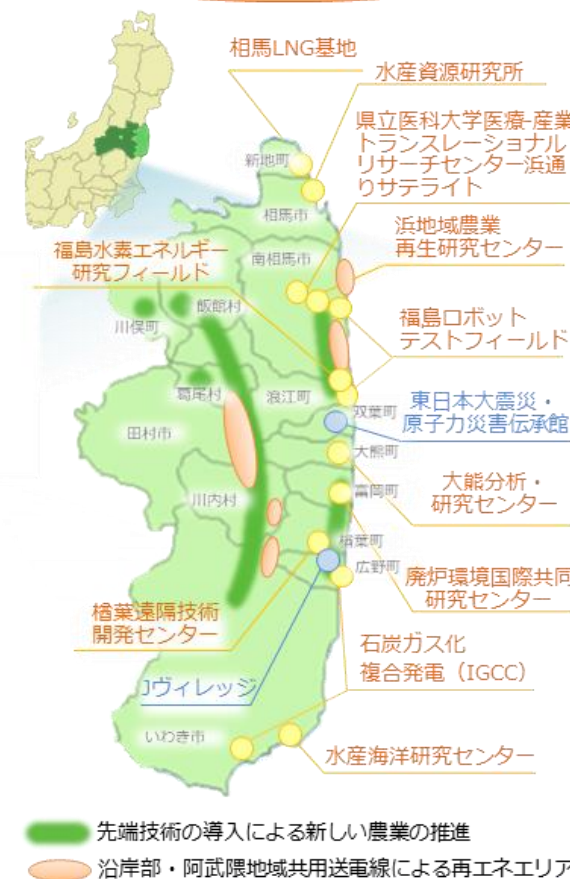 相馬LNG基地
水産資源研究所
県立医科大学医療-産業
トランスレーショナル
リサーチセンター浜通
りサテライト
新地町
相馬市
浜地域農業
再生研究センター
福島水素エネルギー
研究フィールド
南相馬市
飯舘村
川俣町
福島ロボット
テストフィールド
葛尾村
浪江町
双葉町
東日本大震災・
原子力災害伝承館
田村市
大熊町
大熊分析・
研究センター
富岡町
川内村
楢葉町
広野町
廃炉環境国際共同
研究センター
楢葉遠隔技術
開発センター
石炭ガス化
複合発電（IGCC）
Jヴィレッジ
いわき市
水産海洋研究センター
先端技術の導入による新しい農業の推進
沿岸部・阿武隈地域共用送電線による再エネエリア